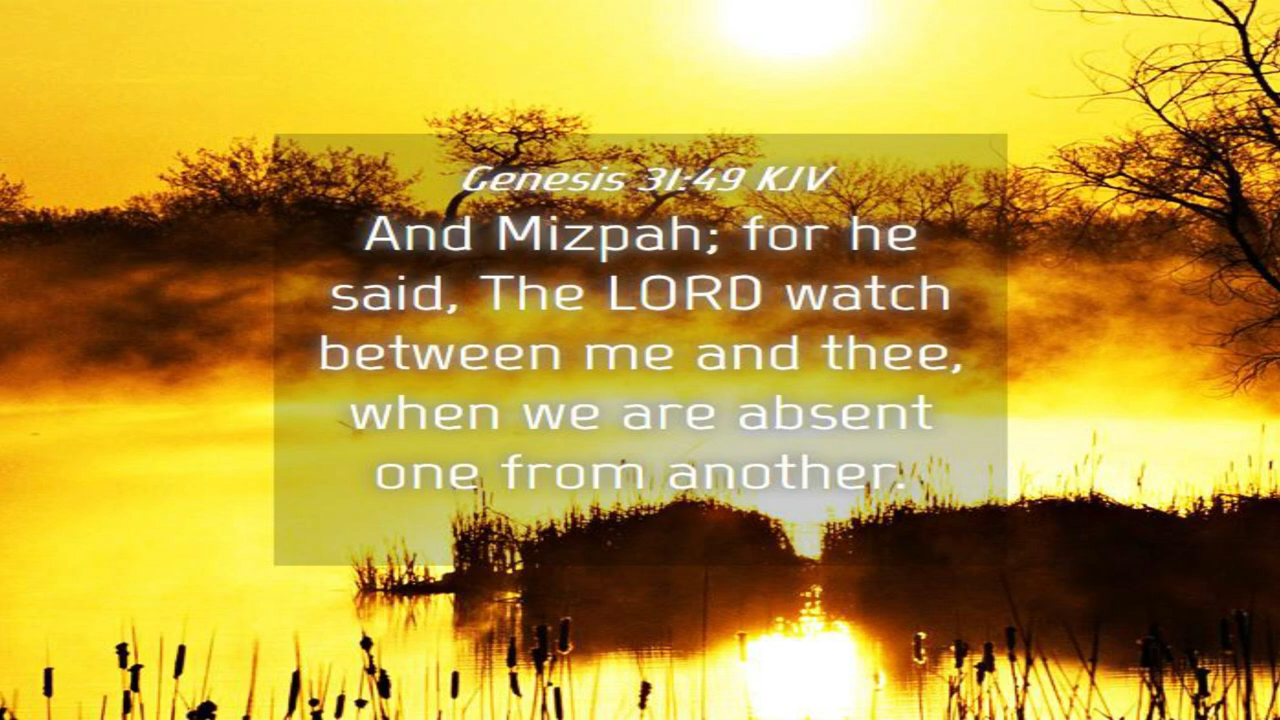 Genesis 31:49 KJV
And Mizpah; for he
said, The LORD watch
between me and thee,
when we are absent
one from another.